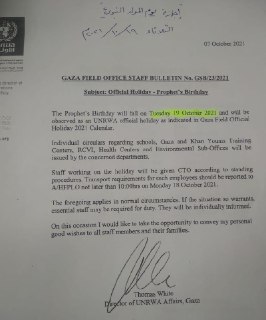 07 October 2021
GAZA FIELD OFFICE STAFF BULLETIN No. GSB/23/2021
Subject: Official Holiday - Prophet's Birthday
The Prophet's Birthday will fall on Tuesday 19 October 2021 and will be
observed as an UNRWA official holiday as indicated in Gaza Field Official
Holiday 2021 Calendar.
Individual circulars regarding schools, Gaza and Khan Younis Training
Centers, RCVI, Health Centers and Environmental Sub-Offices will
be issued by the concerned departments.
Staff working on the holiday will be given CTO according to standing
procedures. Transport requirements for such employees should be reported to
A/HFPLO not later than 10:00hrs on Monday 18 October 2021.
The foregoing applies in normal circumstances. If the situation so warrants,
essential staff may be required for duty. They will be individually informed.
On this occasion I would like to take the opportunity to convey my personal
good wishes to all staff members and their families.
Thomas White
Director of UNRWA Affairs, Gaza